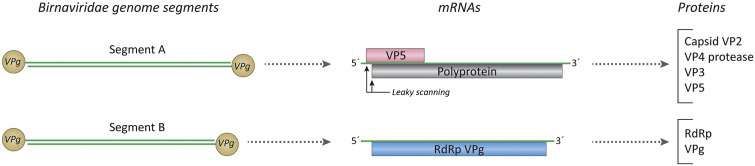 Birnaviridae genome segments
mRNAs
Proteins
Segment A
VPg
VPg
5´
VP5
3´
Polyprotein
Leaky scanning
Capsid VP2
VP4 protease
VP3
VP5
Segment B
VPg
VPg
5´
3´
RdRp VPg
RdRp
VPg